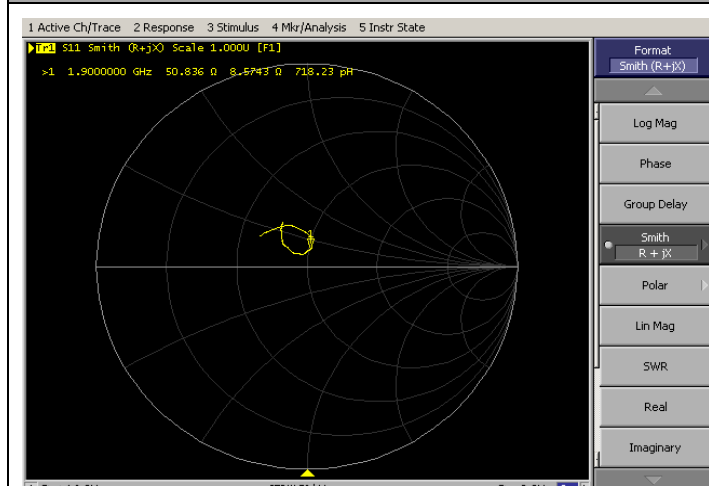 1 Active Ch/Trace 2 Response 3 Stimulus 4 Mkr/Analysis 5 Instr State
Tr1 S11 Smith (R+jX) Scale 1.000U [F1]
>1 1.9000000 GHz 50.836 Ω 8.5743 Ω 718.23 pH
1
Format
Smith (R+jX)
Log Mag
Phase
Group Delay
Smith
R + jX
Polar
Lin Mag
SWR
Real
Imaginary